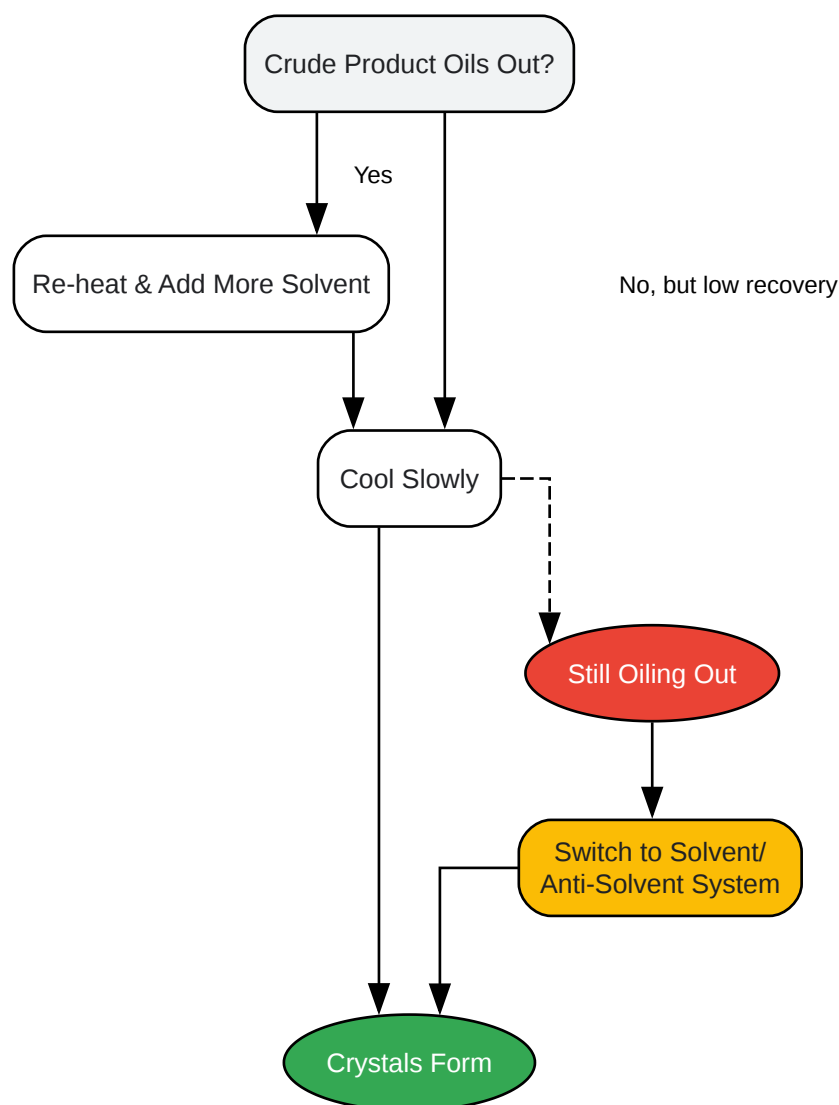 Crude Product Oils Out?
Yes
Re-heat & Add More Solvent
No, but low recovery
Cool Slowly
Still Oiling Out
Switch to Solvent/
Anti-Solvent System
Crystals Form